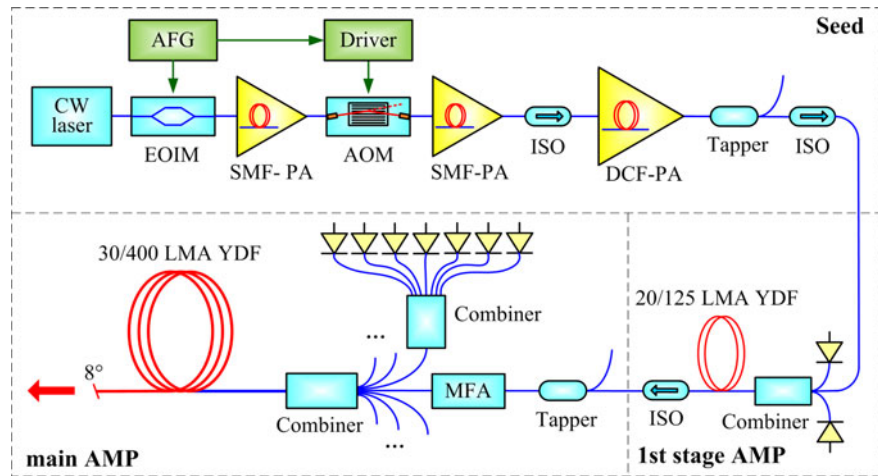 Seed
AFG
Driver
CW
laser
EOIM
SMF- PA
AOM
SMF-PA
ISO
DCF-PA
Tapper
ISO
30/400 LMA YDF
Combiner
...
8°
Combiner
...
MFA
Tapper
main AMP
20/125 LMA YDF
ISO
Combiner
1st stage AMP